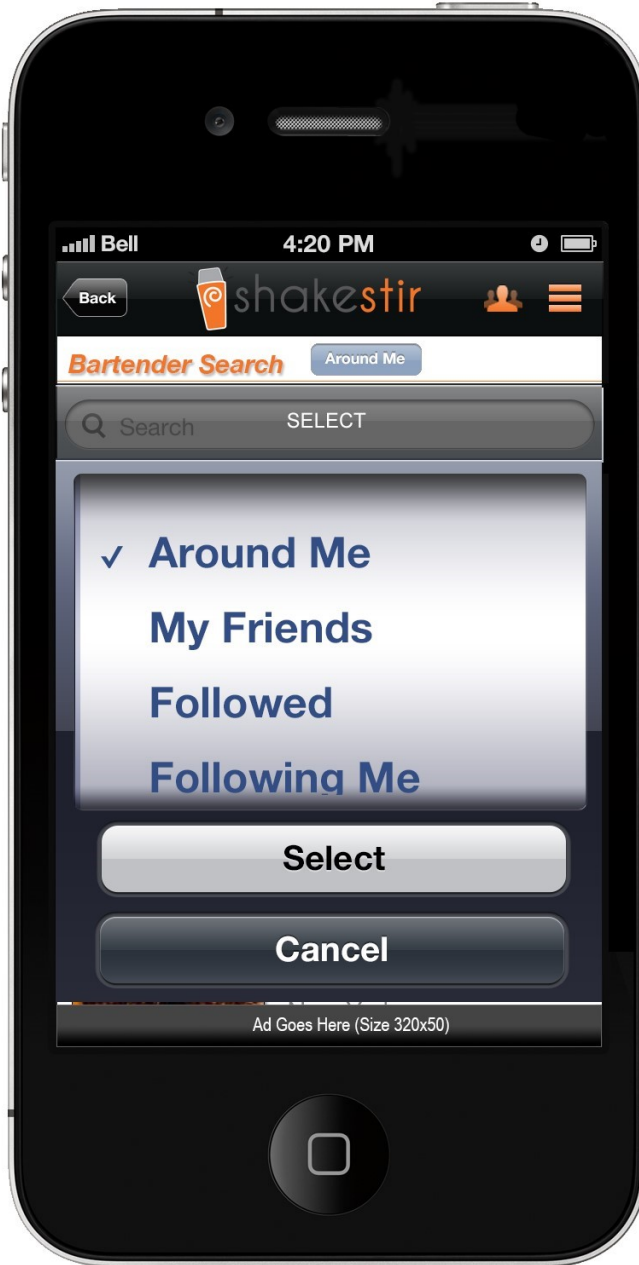 Bell 4:20 PM
Back shakestir
Bartender Search Around Me
Search SELECT
✓ Around Me
My Friends
Followed
Following Me
Select
Cancel
Ad Goes Here (Size 320x50)